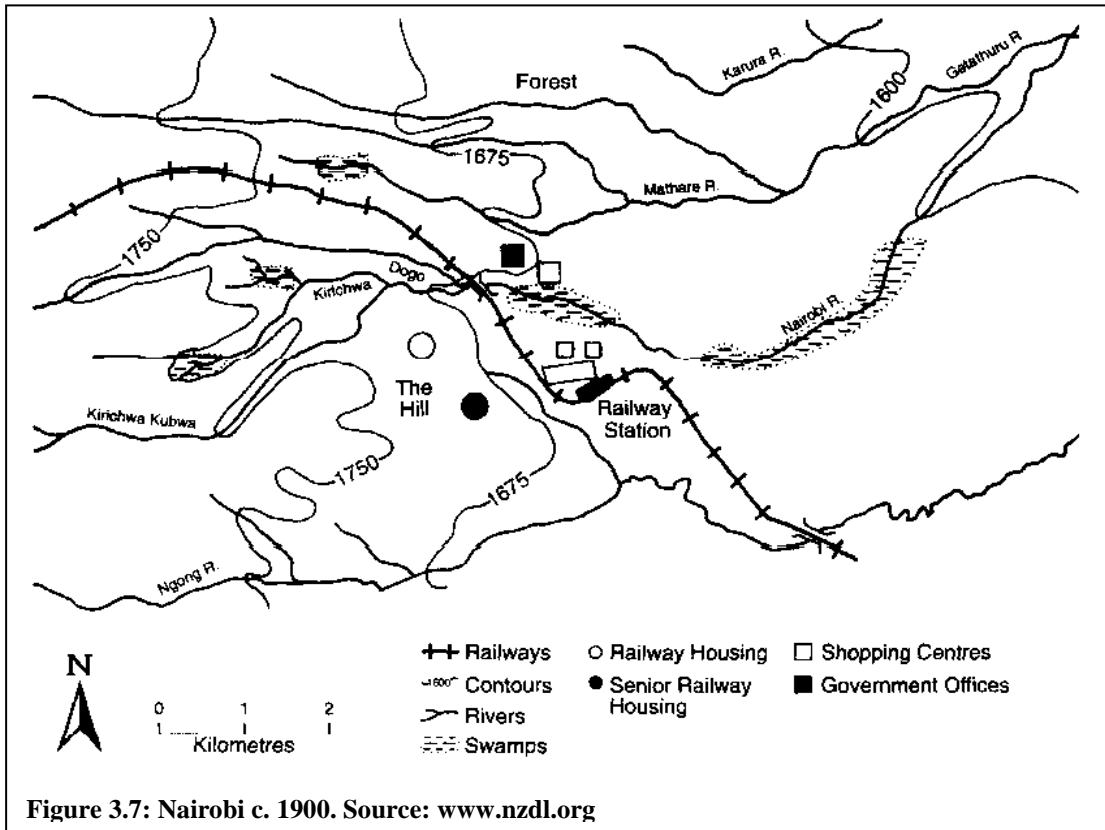 Karura R.
Getathuru R
Forest
1600
1675
Mathare R.
1750
Dogo
Kirichwa
Nairobi R.
The
Hill
Railway
Station
Kirichwa Kubwa
1750
1675
Ngong R.
N
0 1 2
1
Kilometres
Railways
Contours
Rivers
Swamps
Railway Housing
Senior Railway
Housing
Shopping Centres
Government Offices
Figure 3.7: Nairobi c. 1900. Source: www.nzdl.org